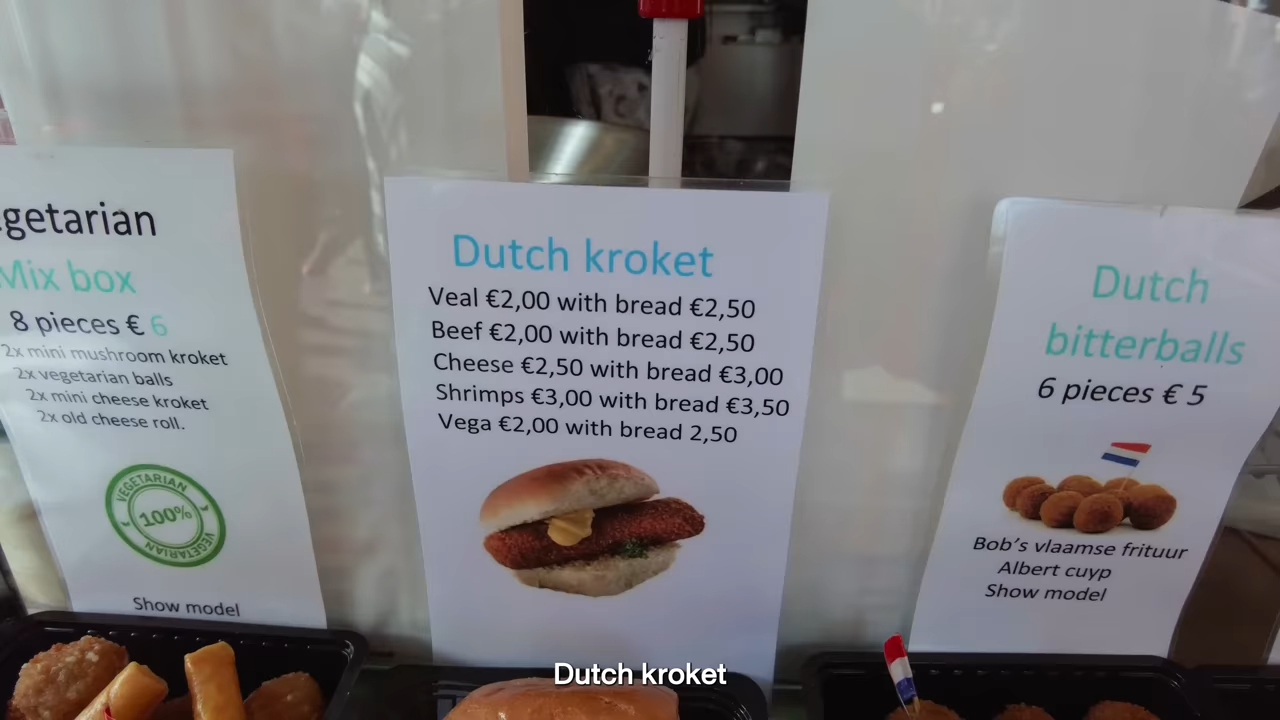 getarian
Mix box
8 pieces € 6
2x mini mushroom kroket
2x vegetarian balls
2x mini cheese kroket
2x old cheese roll.
VEGETARIAN
100%
VEGETARIAN
Show model
Dutch kroket
Veal €2,00 with bread €2,50
Beef €2,00 with bread €2,50
Cheese €2,50 with bread €3,00
Shrimps €3,00 with bread €3,50
Vega €2,00 with bread 2,50
Dutch
bitterballs
6 pieces € 5
Bob's vlaamse frituur
Albert cuyp
Show model
Dutch kroket